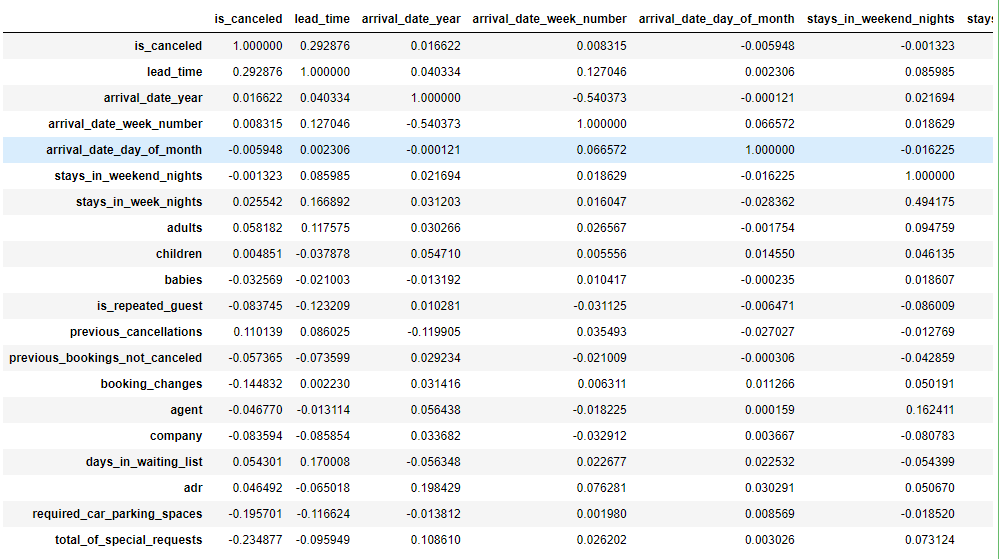 is_canceled lead_time arrival_date_year arrival_date_week_number arrival_date_day_of_month stays_in_weekend_nights stays
is_canceled 1.000000 0.292876 0.016622 0.008315 -0.005948 -0.001323
lead_time 0.292876 1.000000 0.040334 0.127046 0.002306 0.085985
arrival_date_year 0.016622 0.040334 1.000000 -0.540373 -0.000121 0.021694
arrival_date_week_number 0.008315 0.127046 -0.540373 1.000000 0.066572 0.018629
arrival_date_day_of_month -0.005948 0.002306 -0.000121 0.066572 1.000000 -0.016225
stays_in_weekend_nights -0.001323 0.085985 0.021694 0.018629 -0.016225 1.000000
stays_in_week_nights 0.025542 0.166892 0.031203 0.016047 -0.028362 0.494175
adults 0.058182 0.117575 0.030266 0.026567 -0.001754 0.094759
children 0.004851 -0.037878 0.054710 0.005556 0.014550 0.046135
babies -0.032569 -0.021003 -0.013192 0.010417 -0.000235 0.018607
is_repeated_guest -0.083745 -0.123209 0.010281 -0.031125 -0.006471 -0.086009
previous_cancellations 0.110139 0.086025 -0.119905 0.035493 -0.027027 -0.012769
previous_bookings_not_canceled -0.057365 -0.073599 0.029234 -0.021009 -0.000306 -0.042859
booking_changes -0.144832 0.002230 0.031416 0.006311 0.011266 0.050191
agent -0.046770 -0.013114 0.056438 -0.018225 0.000159 0.162411
company -0.083594 -0.085854 0.033682 -0.032912 0.003667 -0.080783
days_in_waiting_list 0.054301 0.170008 -0.056348 0.022677 0.022532 -0.054399
adr 0.046492 -0.065018 0.198429 0.076281 0.030291 0.050670
required_car_parking_spaces -0.195701 -0.116624 -0.013812 0.001980 0.008569 -0.018520
total_of_special_requests -0.234877 -0.095949 0.108610 0.026202 0.003026 0.073124